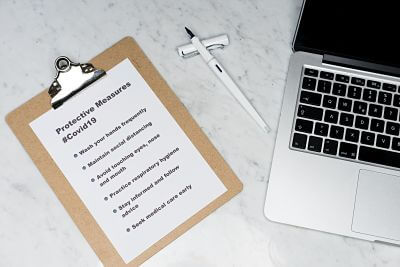 Protective Measures
#Covid19
• Wash your hands frequently
• Maintain social distancing
• Avoid touching eyes, nose
and mouth
• Practice respiratory hygiene
• Stay informed and follow
advice
• Seek medical care early